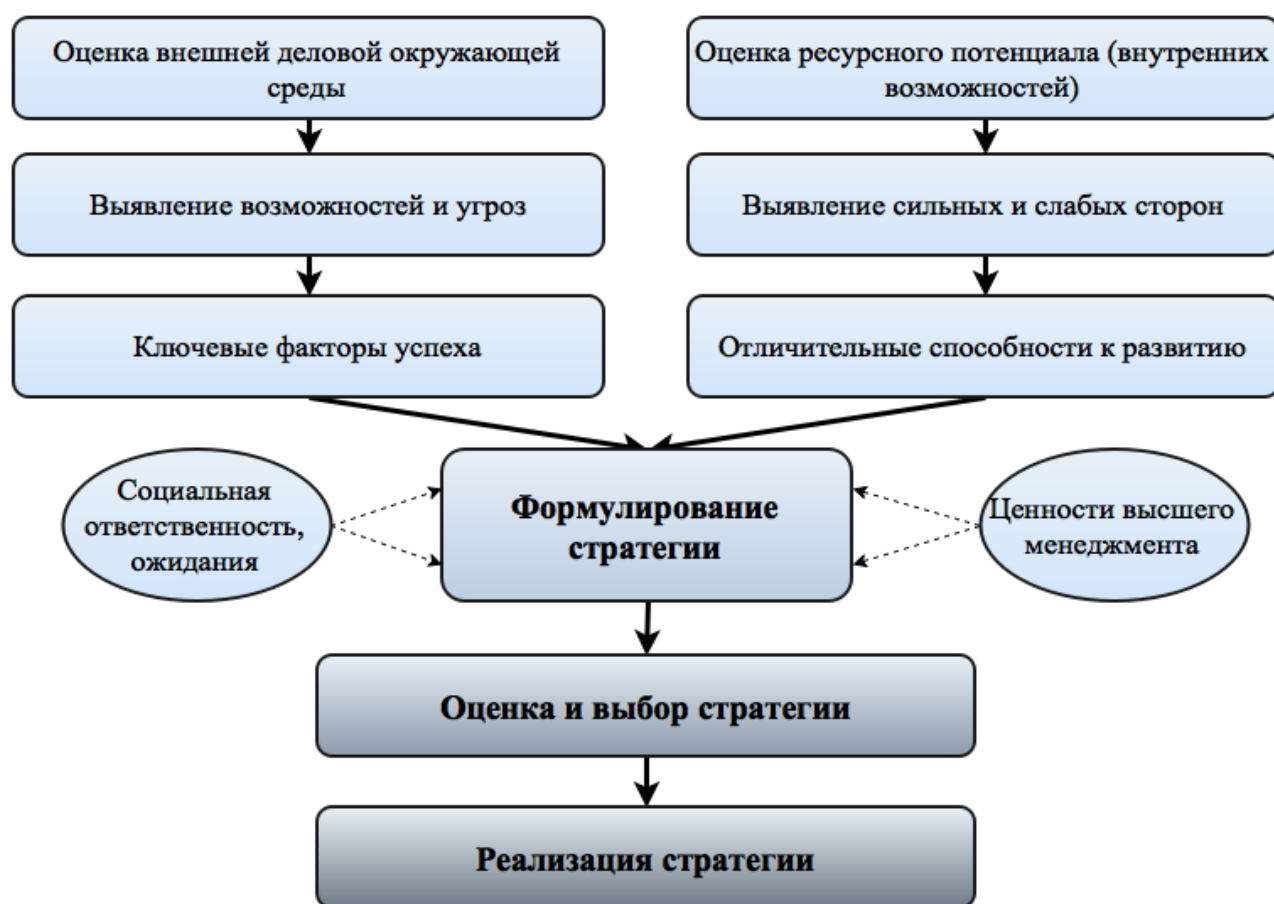 Оценка внешней деловой окружающей
среды
Оценка ресурсного потенциала (внутренних
возможностей)
Выявление возможностей и угроз
Выявление сильных и слабых сторон
Ключевые факторы успеха
Отличительные способности к развитию
Социальная
ответственность,
ожидания
Формулирование
стратегии
Ценности высшего
менеджмента
Оценка и выбор стратегии
Реализация стратегии